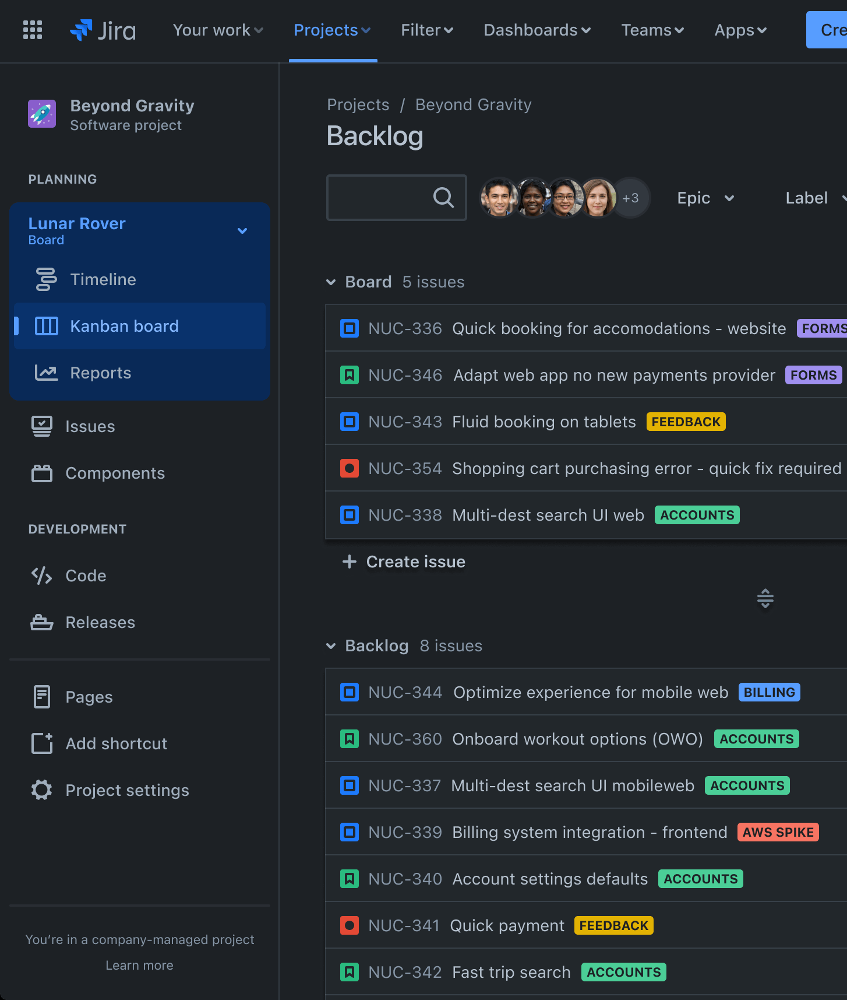 Jira Your work Projects Filter Dashboards Teams Apps Cre
Beyond Gravity
Software project
PLANNING
Lunar Rover
Board
Timeline
Kanban board
Reports
Issues
Components
DEVELOPMENT
Code
Releases
Pages
Add shortcut
Project settings
You're in a company-managed project
Learn more
Projects / Beyond Gravity
Backlog
+3 Epic Label
Board 5 issues
NUC-336 Quick booking for accomodations - website FORMS
NUC-346 Adapt web app no new payments provider FORMS
NUC-343 Fluid booking on tablets FEEDBACK
NUC-354 Shopping cart purchasing error - quick fix required
NUC-338 Multi-dest search UI web ACCOUNTS
Create issue
Backlog 8 issues
NUC-344 Optimize experience for mobile web BILLING
NUC-360 Onboard workout options (OWO) ACCOUNTS
NUC-337 Multi-dest search UI mobileweb ACCOUNTS
NUC-339 Billing system integration - frontend AWS SPIKE
NUC-340 Account settings defaults ACCOUNTS
NUC-341 Quick payment FEEDBACK
NUC-342 Fast trip search ACCOUNTS